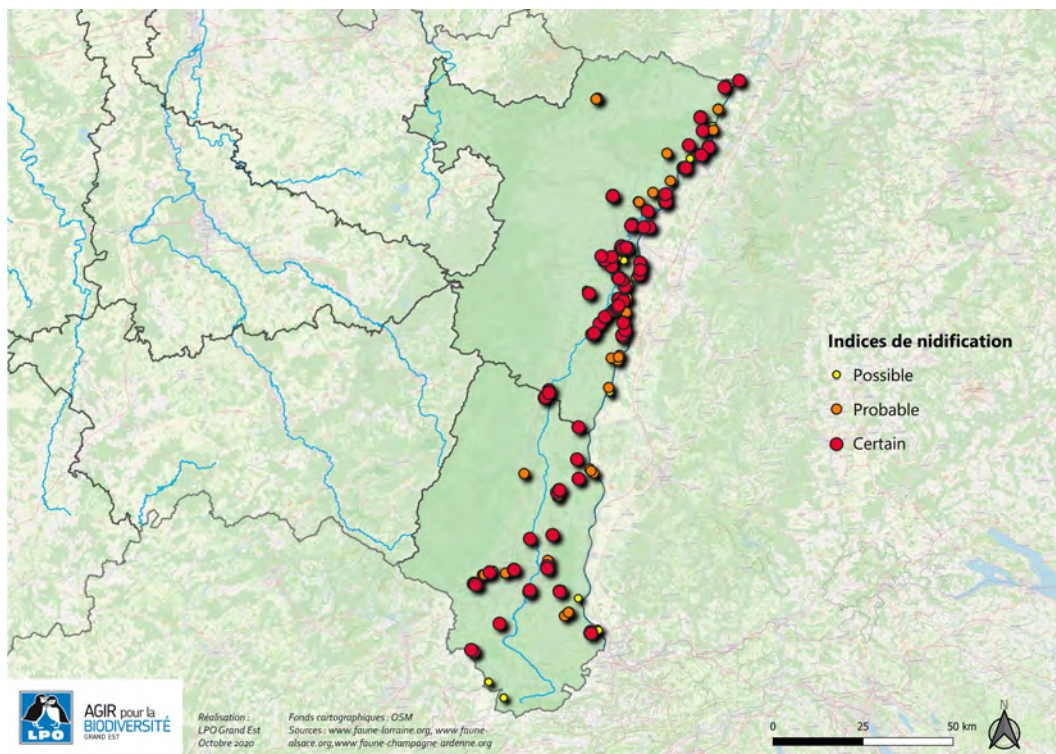 Indices de nidification
Possible
Probable
Certain
LPO
AGIR pour la
BIODIVERSITÉ
GRAND EST
Réalisation :
LPO Grand Est
Octobre 2020
Fonds cartographiques : OSM
Sources : www.faune-lorraine.org, www.faune-
alsace.org,www.faune-champagne-ardenne.org
0 25 50 km
N